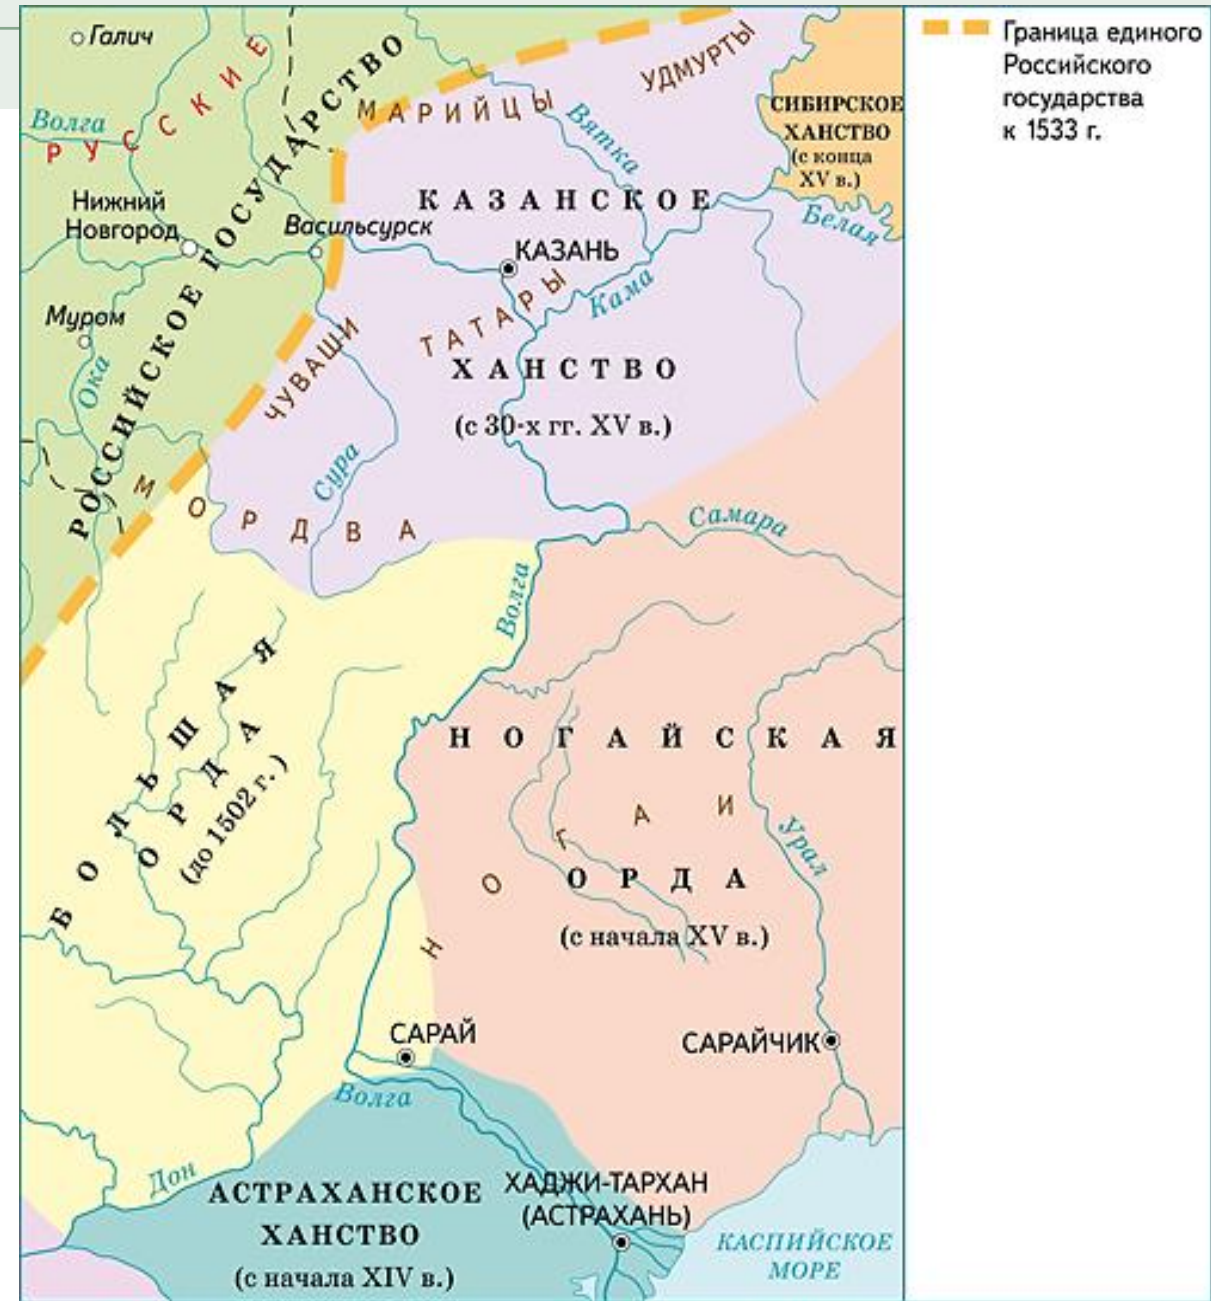 Галич
РУССКИЕ
Волга
РОССИЙСКОЕ ГОСУДАРСТВО
МАРИЙЦЫ
УДМУРТЫ
Вятка
СИБИРСКОЕ
ХАНСТВО
(с конца
XV в.)
Белая
Нижний
Новгород
Васильсурск
КАЗАНСКОЕ
КАЗАНЬ
Кама
ТАТАРЫ
ХАНСТВО
(с 30-х гг. XV в.)
Муром
Ока
ЧУВАШИ
Сура
МОРДВА
Самара
Волга
БОЛЬШАЯ
ОРДА
(до 1502 г. )
НОГАЙСКАЯ
НОГАИ
ОРДА
(с начала XV в.)
Урал
САРАЙ
САРАЙЧИК
Волга
Дон
АСТРАХАНСКОЕ
ХАНСТВО
(с начала XIV в.)
ХАДЖИ-ТАРХАН
(АСТРАХАНЬ)
КАСПИЙСКОЕ
МОРЕ
Граница единого
Российского
государства
к 1533 г.